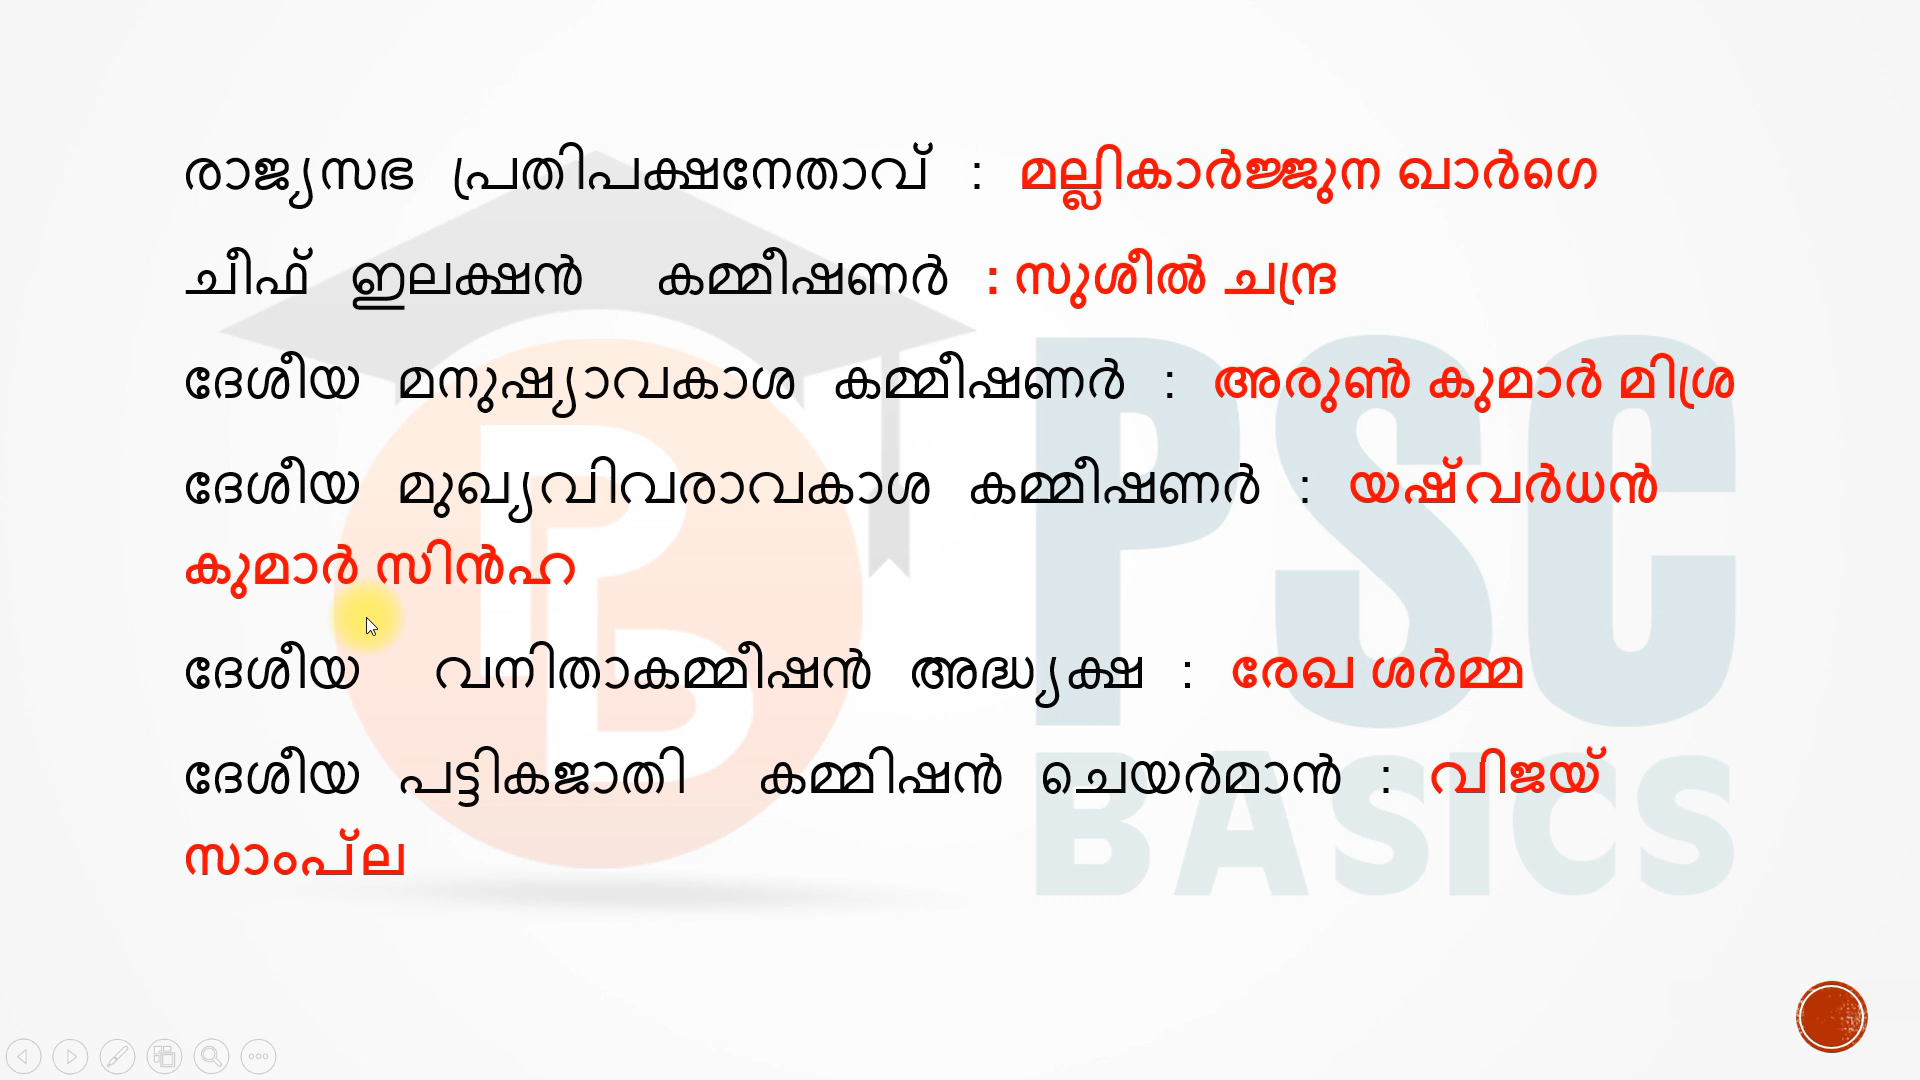 രാജ്യസഭ പ്രതിപക്ഷനേതാവ് : മല്ലികാർജ്ജുന ഖാർഗെ
ചീഫ് ഇലക്ഷൻ കമ്മീഷണർ : സുശീൽ ചന്ദ്ര
ദേശീയ മനുഷ്യാവകാശ കമ്മീഷണർ : അരുൺ കുമാർ മിശ്ര
ദേശീയ മുഖ്യവിവരാവകാശ കമ്മീഷണർ : യഷ്‌വർധൻ
കുമാർ സിൻഹ
ദേശീയ വനിതാകമ്മീഷൻ അദ്ധ്യക്ഷ : രേഖ ശർമ്മ
ദേശീയ പട്ടികജാതി കമ്മിഷൻ ചെയർമാൻ : വിജയ്
സാംപ്‌ല
PSC
BASICS